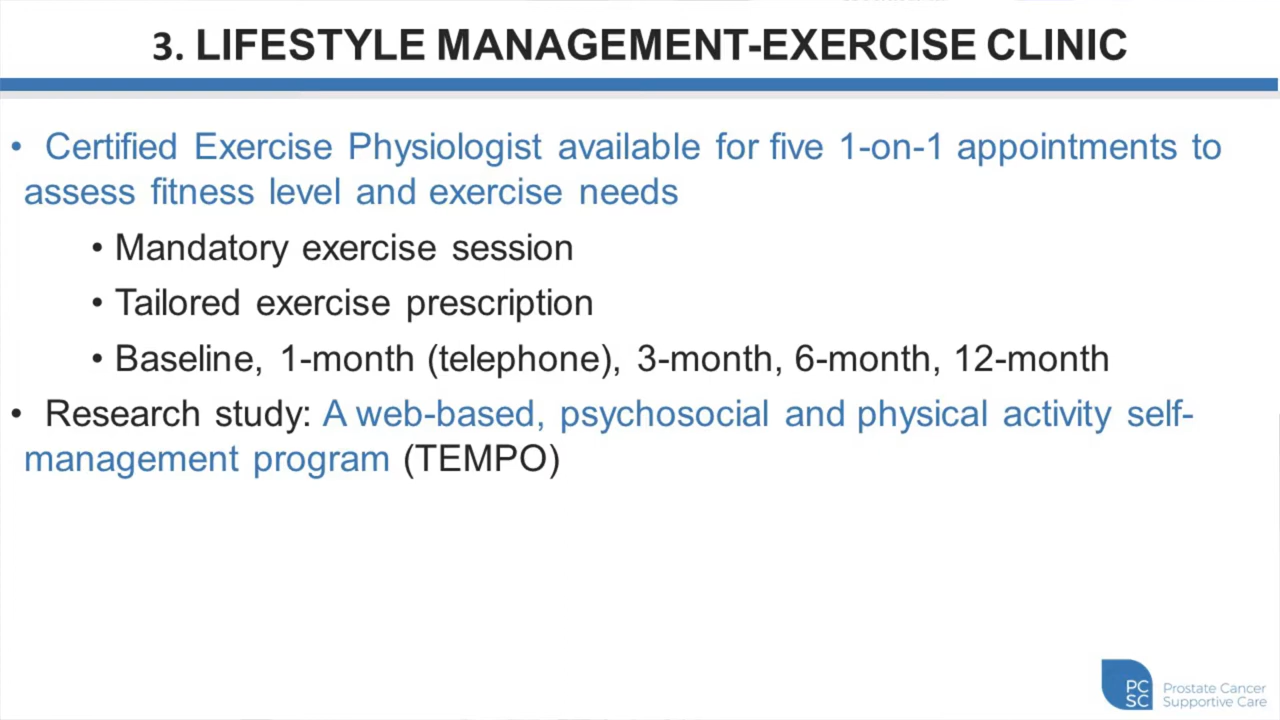 3. LIFESTYLE MANAGEMENT-EXERCISE CLINIC
• Certified Exercise Physiologist available for five 1-on-1 appointments to
assess fitness level and exercise needs
• Mandatory exercise session
• Tailored exercise prescription
• Baseline, 1-month (telephone), 3-month, 6-month, 12-month
• Research study: A web-based, psychosocial and physical activity self-
management program (TEMPO)
PC
SC
Prostate Cancer
Supportive Care